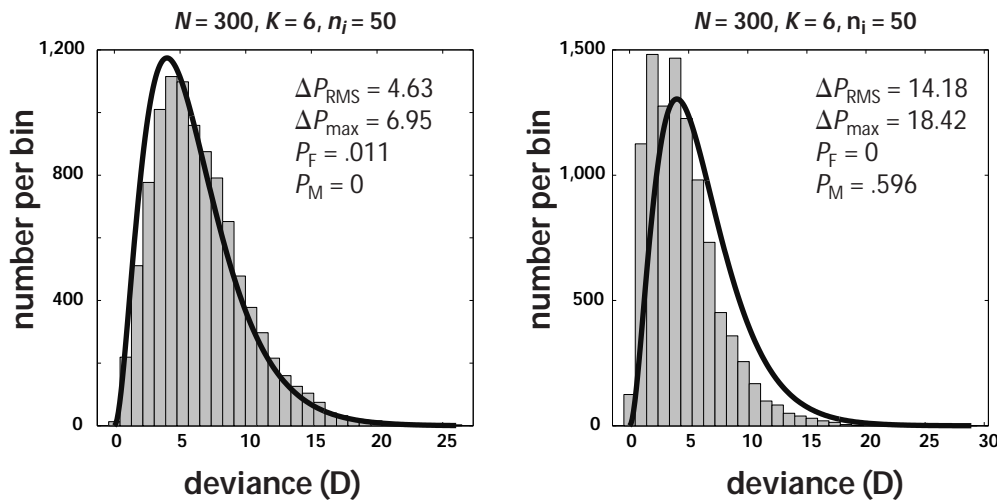 N = 300, K = 6, nᵢ = 50
1,200
800
400
0
number per bin
ΔP_RMS = 4.63
ΔP_max = 6.95
P_F = .011
P_M = 0
0 5 10 15 20 25
deviance (D)
N = 300, K = 6, nᵢ = 50
1,500
1,000
500
0
number per bin
ΔP_RMS = 14.18
ΔP_max = 18.42
P_F = 0
P_M = .596
0 5 10 15 20 25 30
deviance (D)